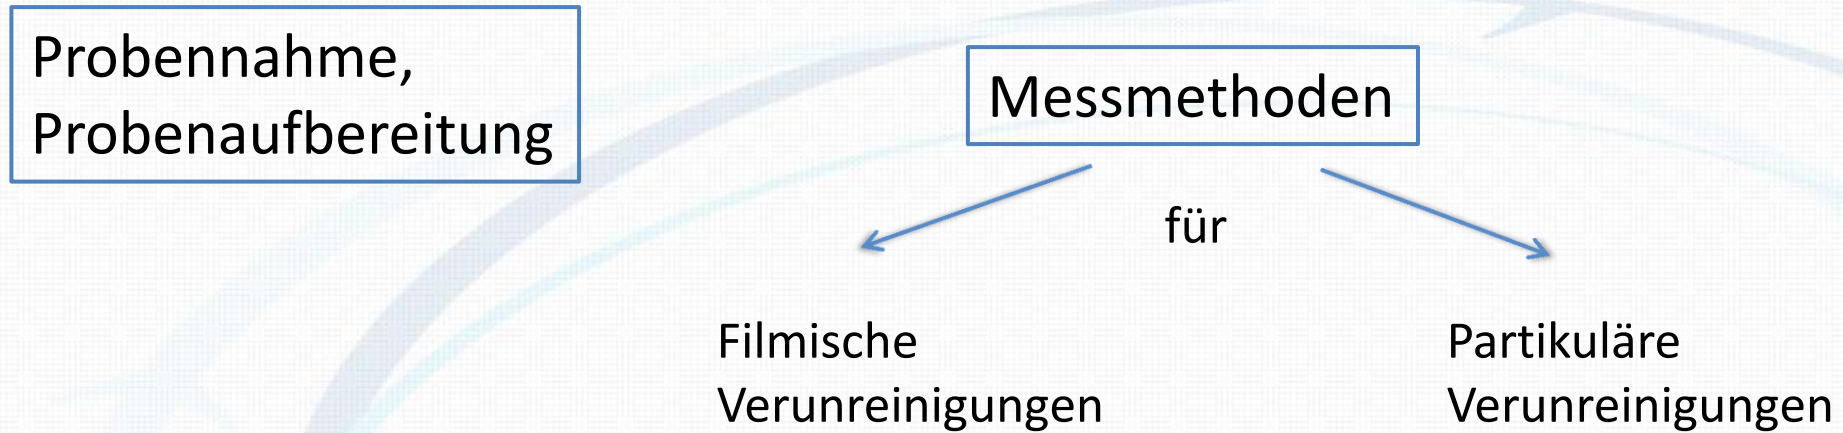 Probennahme,
Probenaufbereitung
Messmethoden
für
Filmische
Verunreinigungen
Partikuläre
Verunreinigungen